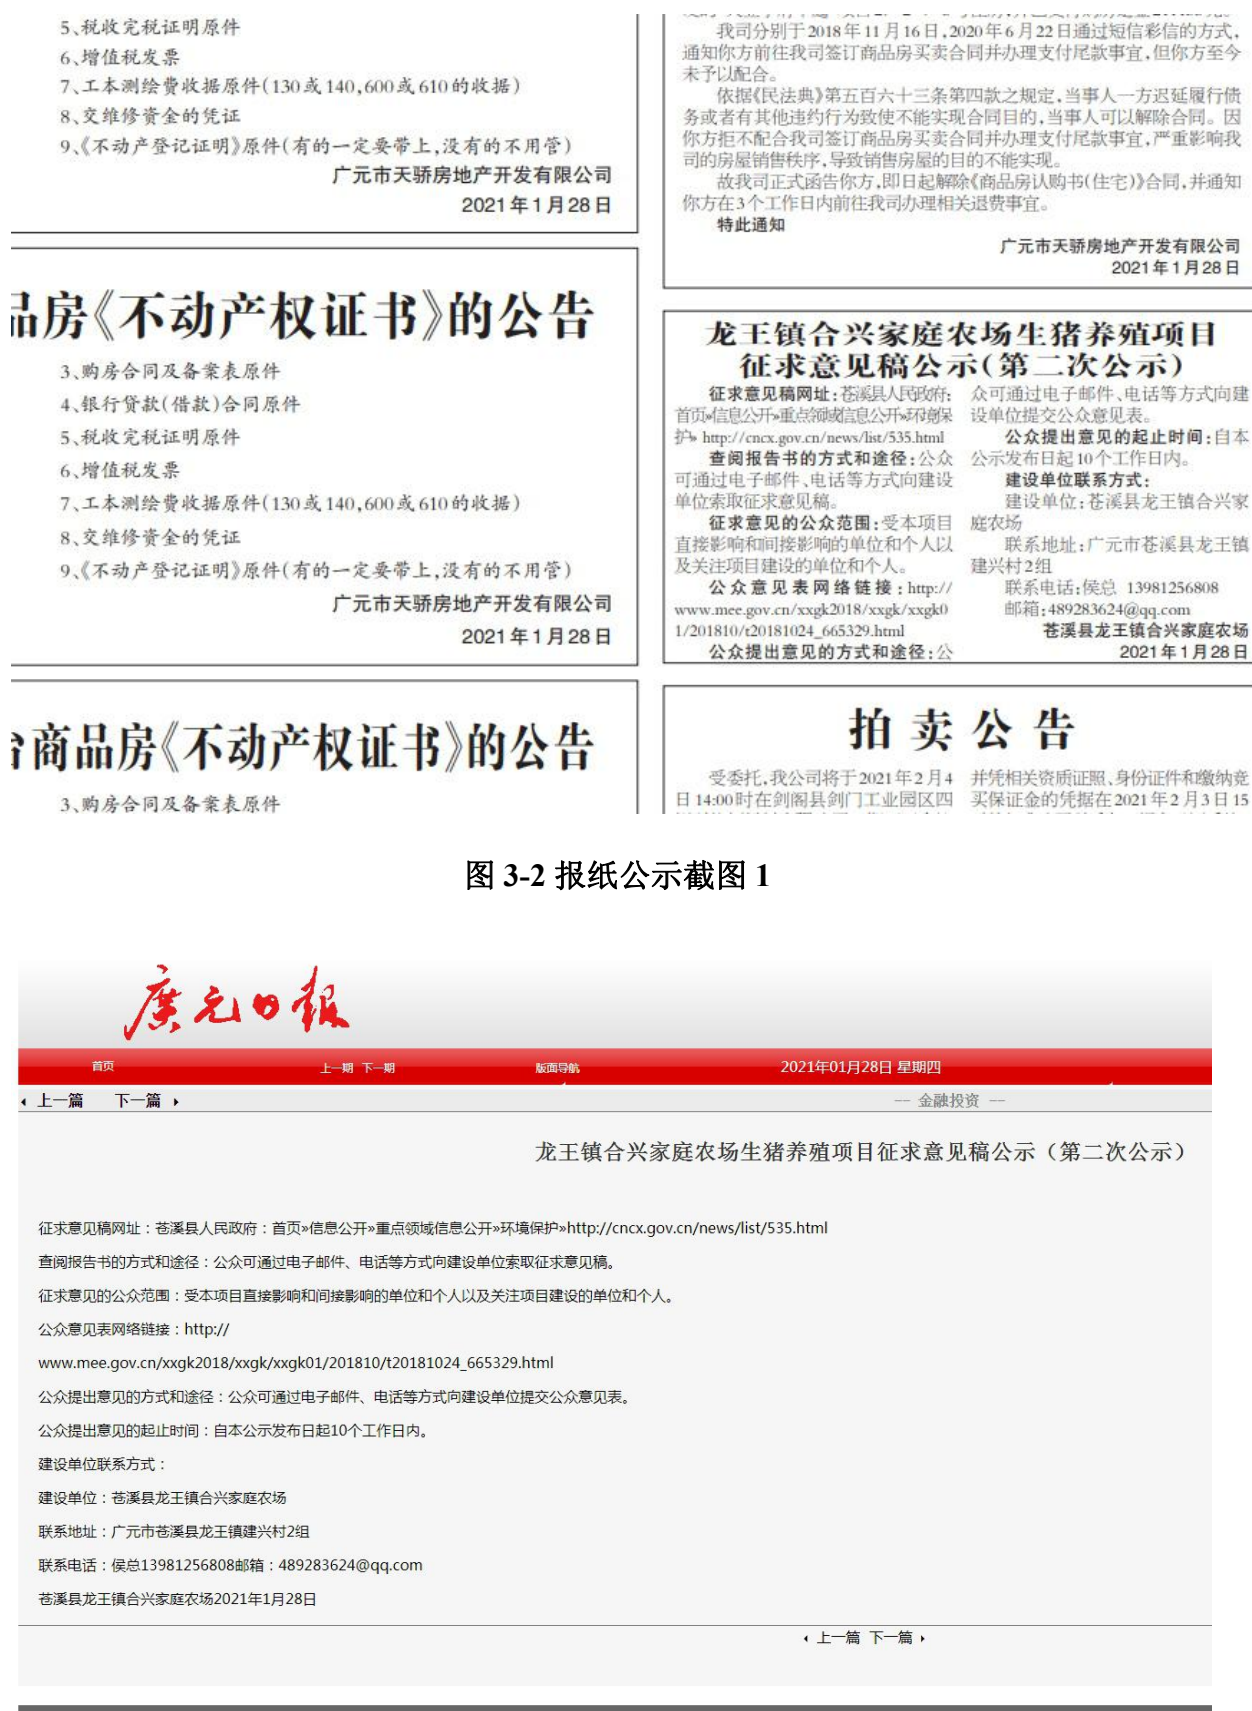 5、税收完税证明原件
6、增值税发票
7、工本测绘费收据原件(130或140,600或610的收据)
8、交维修资金的凭证
9、《不动产登记证明》原件(有的一定要带上,没有的不用管)
广元市天骄房地产开发有限公司
2021年1月28日
品房《不动产权证书》的公告
3、购房合同及备案表原件
4、银行贷款(借款)合同原件
5、税收完税证明原件
6、增值税发票
7、工本测绘费收据原件(130或140,600或610的收据)
8、交维修资金的凭证
9、《不动产登记证明》原件(有的一定要带上,没有的不用管)
广元市天骄房地产开发有限公司
2021年1月28日
商品房《不动产权证书》的公告
3、购房合同及备案表原件
我司分别于2018年11月16日,2020年6月22日通过短信彩信的方式,
通知你方前往我司签订商品房买卖合同并办理支付尾款事宜,但你方至今
未予以配合。
依据《民法典》第五百六十三条第四款之规定,当事人一方迟延履行债
务或者有其他违约行为致使不能实现合同目的,当事人可以解除合同。因
你方拒不配合我司签订商品房买卖合同并办理支付尾款事宜,严重影响我
司的房屋销售秩序,导致销售房屋的目的不能实现。
故我司正式函告你方,即日起解除《商品房认购书(住宅)》合同,并通知
你方在3个工作日内前往我司办理相关退费事宜。
特此通知
广元市天骄房地产开发有限公司
2021年1月28日
龙王镇合兴家庭农场生猪养殖项目
征求意见稿公示(第二次公示)
征求意见稿网址:苍溪县人民政府:
首页»信息公开»重点领域信息公开»环境保
护» http://cncx.gov.cn/news/list/535.html
查阅报告书的方式和途径:公众
可通过电子邮件、电话等方式向建设
单位索取征求意见稿。
征求意见的公众范围:受本项目
直接影响和间接影响的单位和个人以
及关注项目建设的单位和个人。
公众意见表网络链接:http://
www.mee.gov.cn/xxgk2018/xxgk/xxgk0
1/201810/t20181024_665329.html
公众提出意见的方式和途径:公
众可通过电子邮件、电话等方式向建
设单位提交公众意见表。
公众提出意见的起止时间:自本
公示发布日起10个工作日内。
建设单位联系方式:
建设单位:苍溪县龙王镇合兴家
庭农场
联系地址:广元市苍溪县龙王镇
建兴村2组
联系电话:侯总 13981256808
邮箱:489283624@qq.com
苍溪县龙王镇合兴家庭农场
2021年1月28日
拍卖公告
受委托,我公司将于2021年2月4
日14:00时在剑阁县剑门工业园区四
并凭相关资质证照、身份证件和缴纳竞
买保证金的凭据在2021年2月3日15
图 3-2 报纸公示截图 1
廣元日報
首页 上一期 下一期 版面导航 2021年01月28日 星期四
上一篇 下一篇 -- 金融投资 --
龙王镇合兴家庭农场生猪养殖项目征求意见稿公示（第二次公示）
征求意见稿网址：苍溪县人民政府：首页»信息公开»重点领域信息公开»环境保护»http://cncx.gov.cn/news/list/535.html
查阅报告书的方式和途径：公众可通过电子邮件、电话等方式向建设单位索取征求意见稿。
征求意见的公众范围：受本项目直接影响和间接影响的单位和个人以及关注项目建设的单位和个人。
公众意见表网络链接：http://
www.mee.gov.cn/xxgk2018/xxgk/xxgk01/201810/t20181024_665329.html
公众提出意见的方式和途径：公众可通过电子邮件、电话等方式向建设单位提交公众意见表。
公众提出意见的起止时间：自本公示发布日起10个工作日内。
建设单位联系方式：
建设单位：苍溪县龙王镇合兴家庭农场
联系地址：广元市苍溪县龙王镇建兴村2组
联系电话：侯总13981256808邮箱：489283624@qq.com
苍溪县龙王镇合兴家庭农场2021年1月28日
上一篇 下一篇